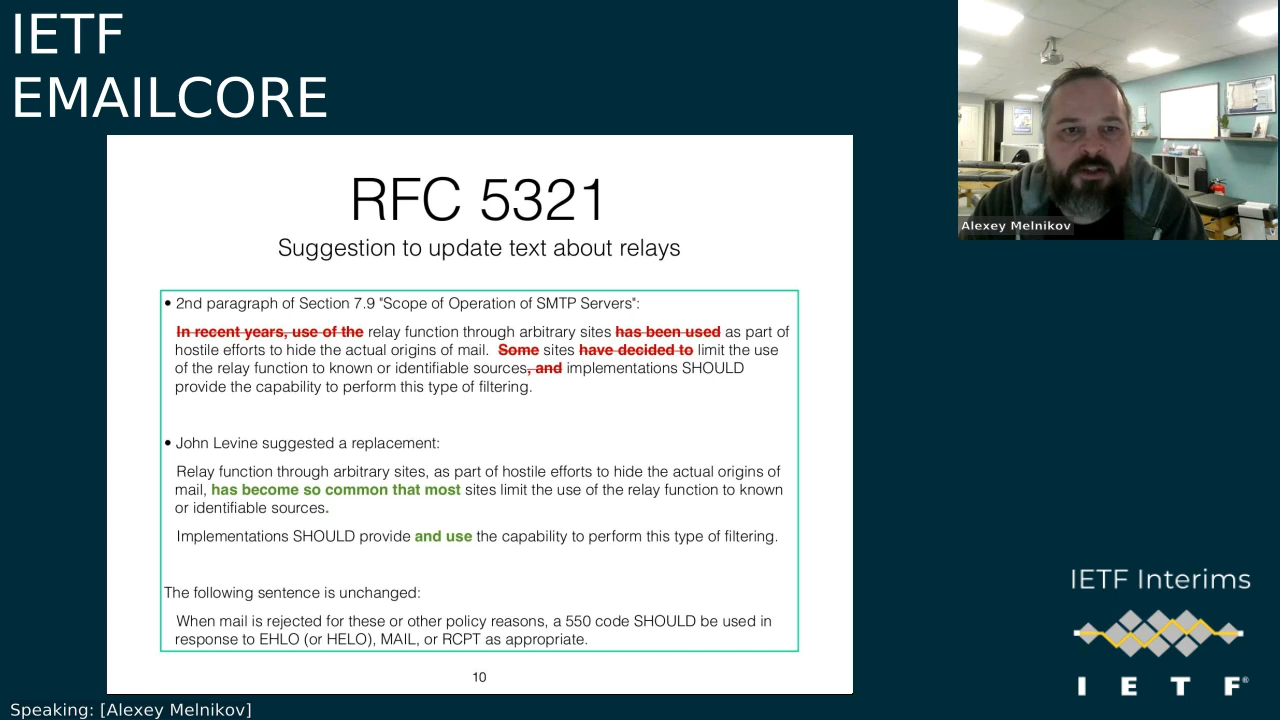 IETF
EMAILCORE
RFC 5321
Suggestion to update text about relays
• 2nd paragraph of Section 7.9 "Scope of Operation of SMTP Servers":
In recent years, use of the relay function through arbitrary sites has been used as part of
hostile efforts to hide the actual origins of mail. Some sites have decided to limit the use
of the relay function to known or identifiable sources, and implementations SHOULD
provide the capability to perform this type of filtering.
• John Levine suggested a replacement:
Relay function through arbitrary sites, as part of hostile efforts to hide the actual origins of
mail, has become so common that most sites limit the use of the relay function to known
or identifiable sources.
Implementations SHOULD provide and use the capability to perform this type of filtering.
The following sentence is unchanged:
When mail is rejected for these or other policy reasons, a 550 code SHOULD be used in
response to EHLO (or HELO), MAIL, or RCPT as appropriate.
10
Alexey Melnikov
IETF Interims
I E T F®
Speaking: [Alexey Melnikov]